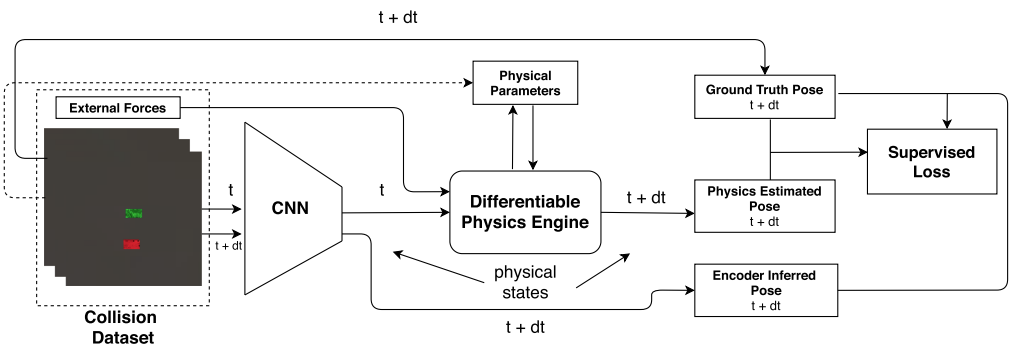 t + dt
Physical
Parameters
Ground Truth Pose
t + dt
External Forces
Supervised
Loss
t
CNN
t
Differentiable
Physics Engine
t + dt
Physics Estimated
Pose
t + dt
t + dt
physical
states
Encoder Inferred
Pose
t + dt
Collision
Dataset
t + dt